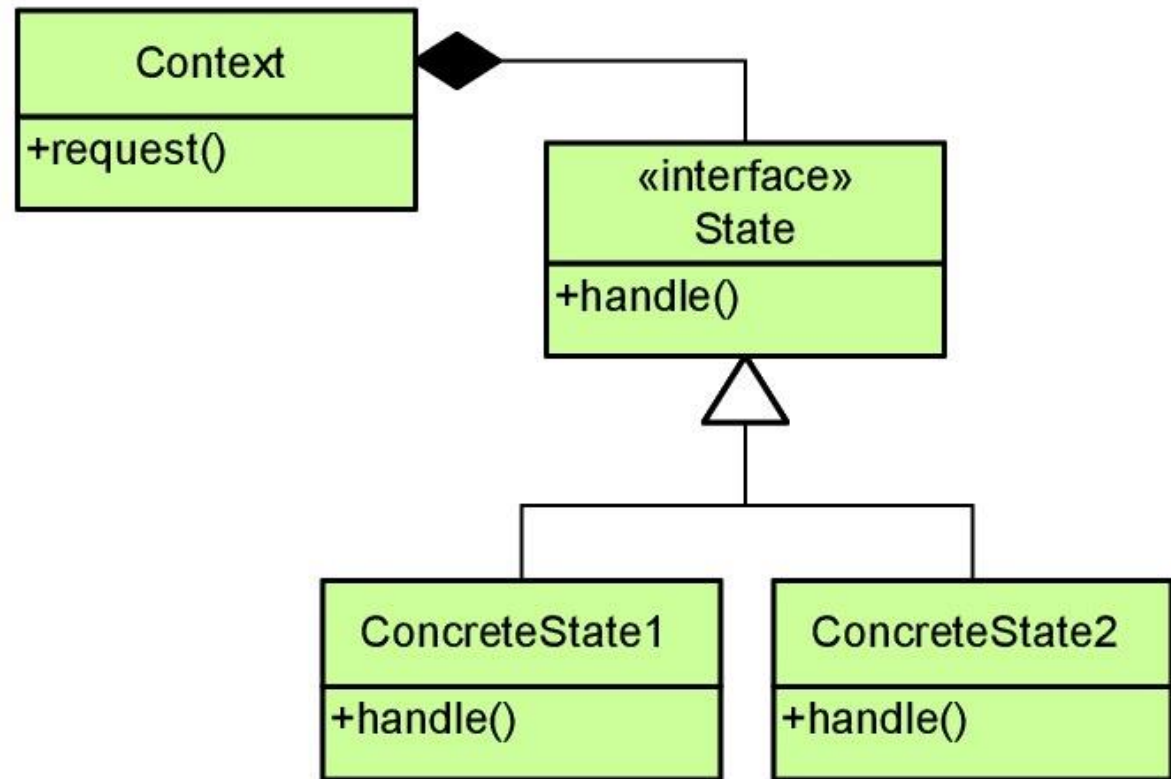 Context
+request()
«interface»
State
+handle()
ConcreteState1
+handle()
ConcreteState2
+handle()